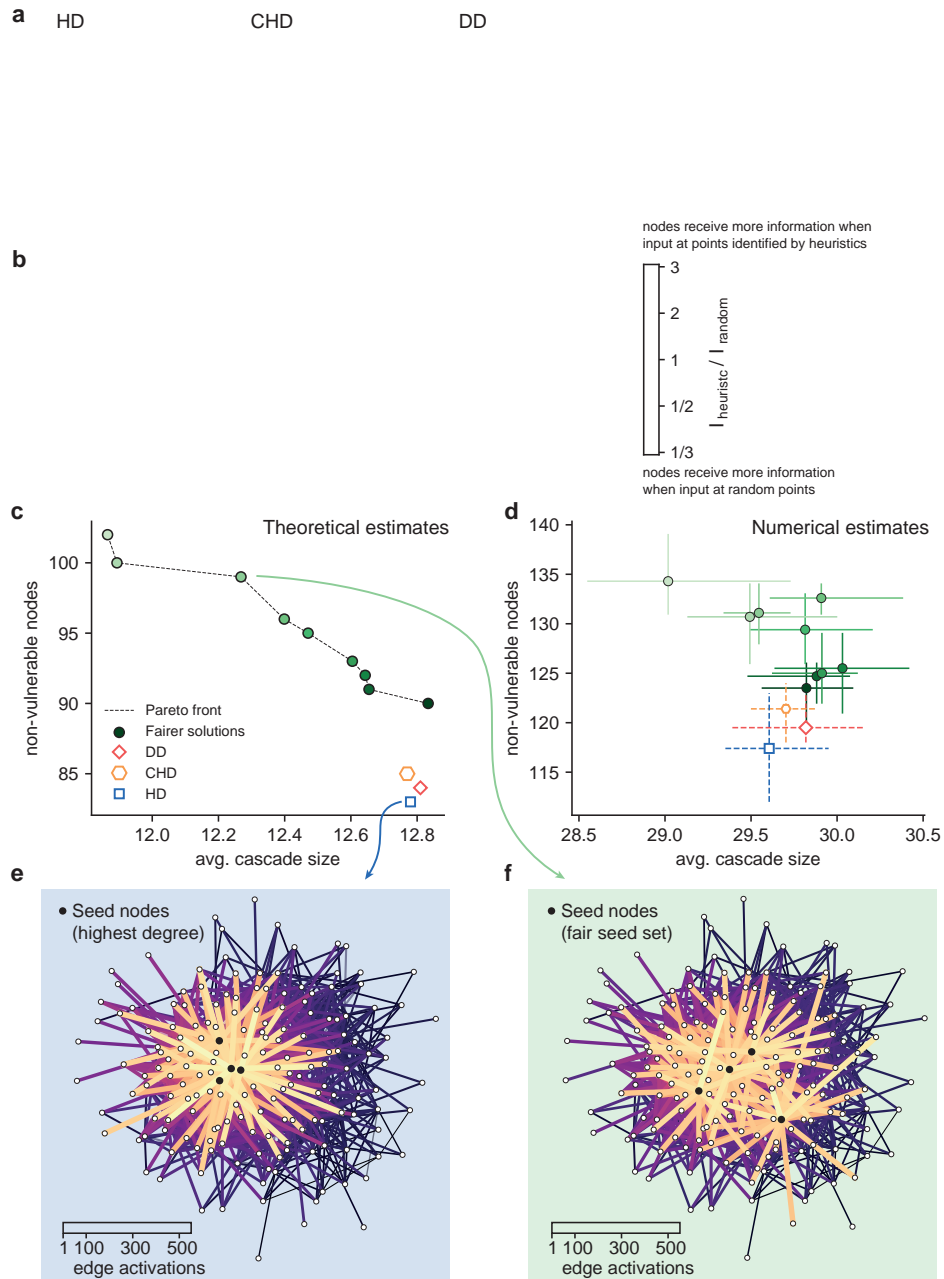 a
HD CHD DD
nodes receive more information when
input at points identified by heuristics
b
3
2
1
1/2
1/3
I heuristc / I random
nodes receive more information
when input at random points
c
Theoretical estimates
non-vulnerable nodes
100
95
90
85
Pareto front
Fairer solutions
DD
CHD
HD
12.0 12.2 12.4 12.6 12.8
avg. cascade size
d
Numerical estimates
non-vulnerable nodes
140
135
130
125
120
115
28.5 29.0 29.5 30.0 30.5
avg. cascade size
e
Seed nodes
(highest degree)
1 100 500
edge activations
f
Seed nodes
(fair seed set)
1 100 500
edge activations